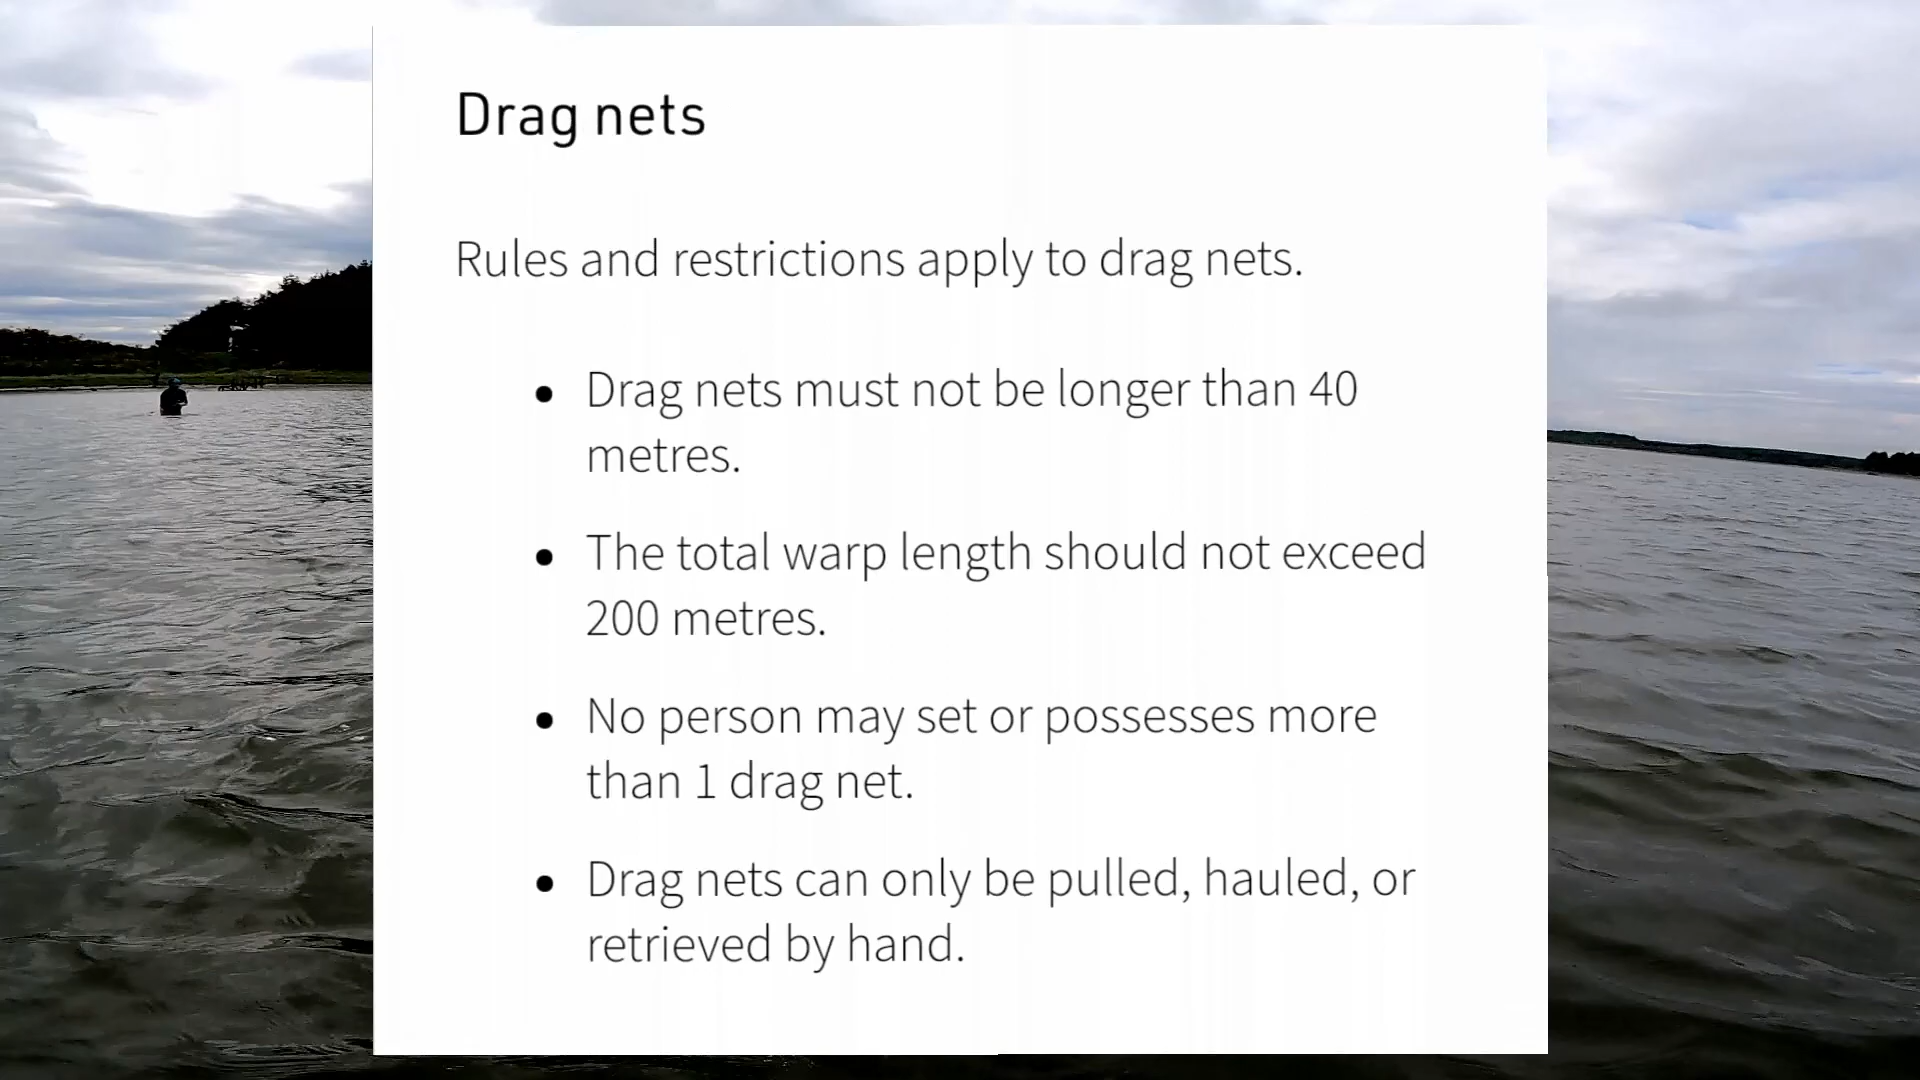 Drag nets
Rules and restrictions apply to drag nets.
• Drag nets must not be longer than 40
metres.
• The total warp length should not exceed
200 metres.
• No person may set or possesses more
than 1 drag net.
• Drag nets can only be pulled, hauled, or
retrieved by hand.